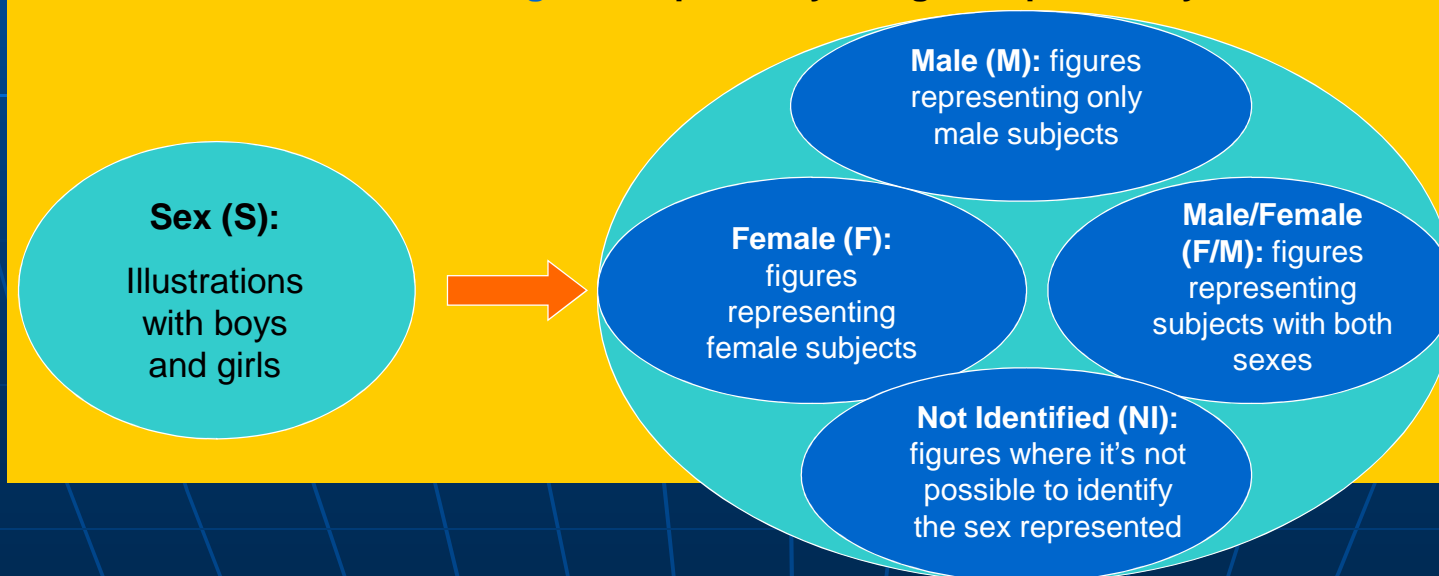 Male (M): figures
representing only
male subjects
Sex (S):
Illustrations
with boys
and girls
Female (F):
figures
representing
female subjects
Male/Female
(F/M): figures
representing
subjects with both
sexes
Not Identified (NI):
figures where it’s not
possible to identify
the sex represented